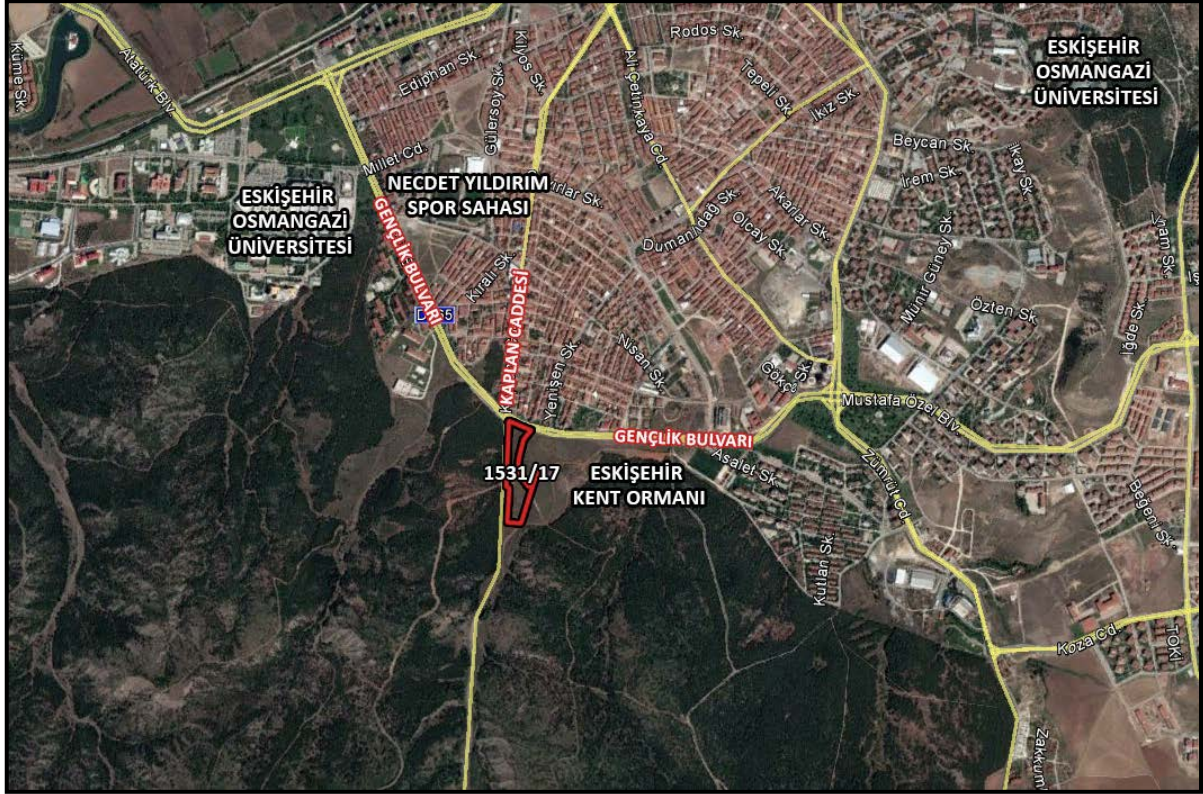 Küme Sk.
Atatürk Blv.
Ediphan Sk.
Kilyos Sk.
Gülersoy Sk.
Rodos Sk.
Ali Çetinkaya Cd.
Tepeli Sk.
İkiz Sk.
ESKİŞEHİR
OSMANGAZİ
ÜNİVERSİTESİ
Beycan Sk.
İrem Sk.
Ikay Sk.
Millet Cd.
NECDET YILDIRIM
SPOR SAHASI
ESKİŞEHİR
OSMANGAZİ
ÜNİVERSİTESİ
Akarlar Sk.
Olcay Sk.
Dumanlıdağ Sk.
Münir Güney Sk.
GENÇLİK BULVARI
Kıralı Sk.
KAPLAN CADDESİ
Özten Sk.
İğde Sk.
Nisan Sk.
Yenişen Sk.
Gökçe Sk.
Mustafa Özel Blv.
GENÇLİK BULVARI
Asalet Sk.
1531/17
ESKİŞEHİR
KENT ORMANI
Zümrüt Cd.
Beğeni Sk.
Kutlan Sk.
Koza Cd.
TOKİ
Zakkum